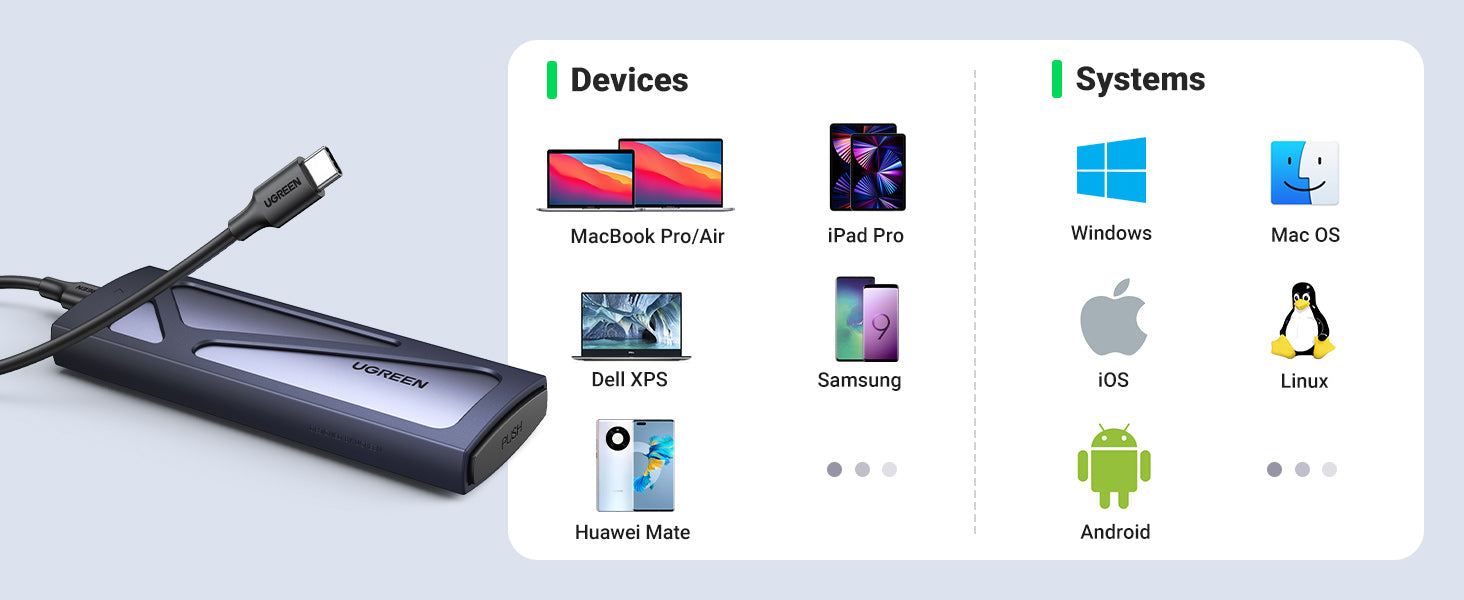 Devices
MacBook Pro/Air
iPad Pro
Dell XPS
Samsung
9
Huawei Mate
Systems
Windows
Mac OS
iOS
Linux
Android
UGREEN
UGREEN
PUSH